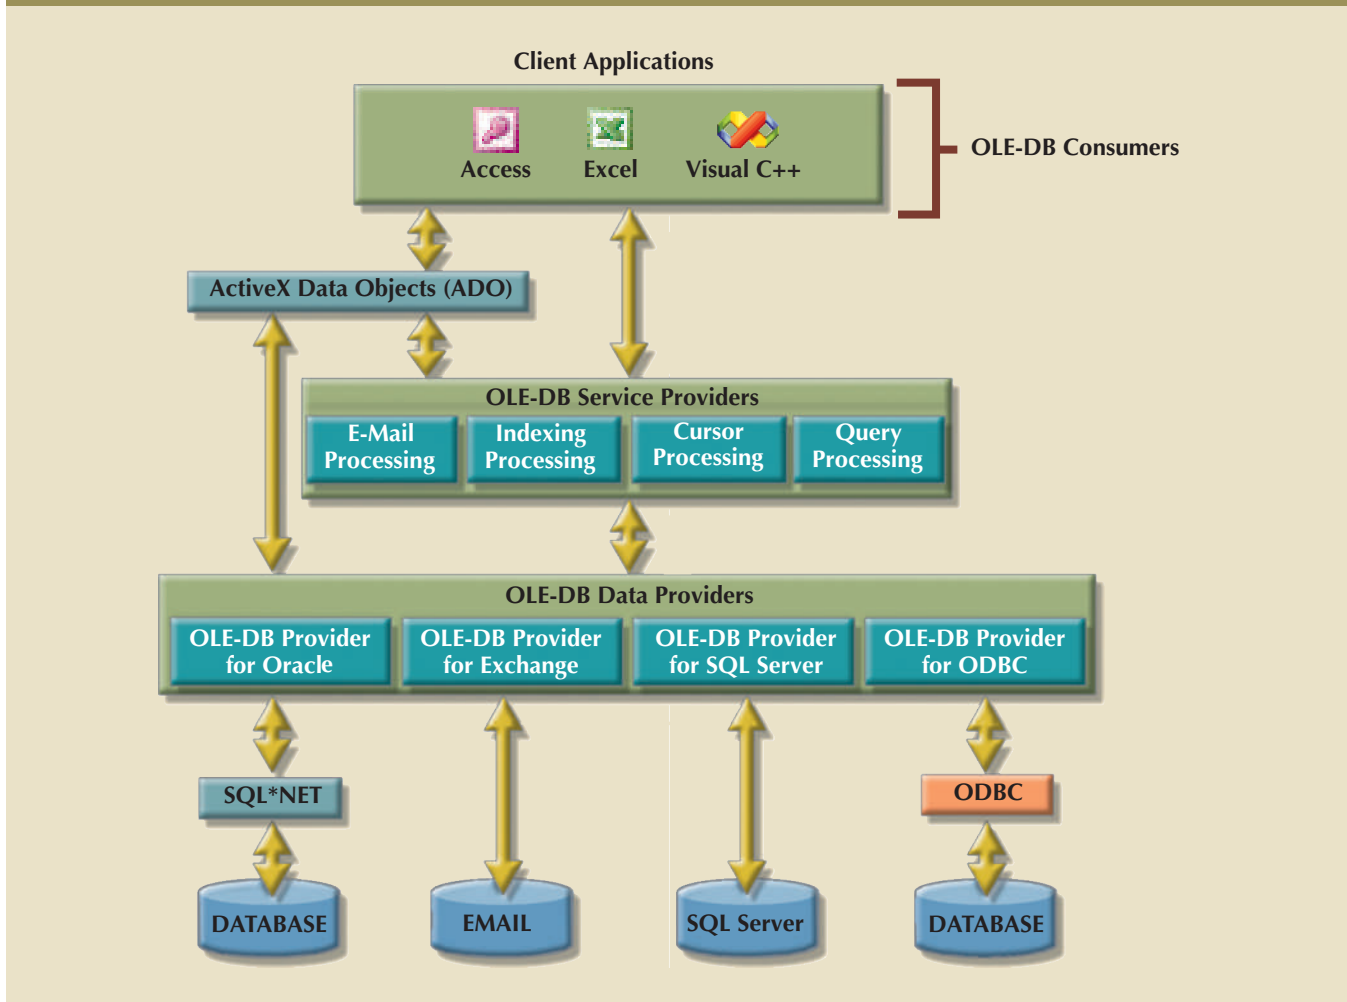 Client Applications
Access
Excel
Visual C++
OLE-DB Consumers
ActiveX Data Objects (ADO)
OLE-DB Service Providers
E-Mail
Processing
Indexing
Processing
Cursor
Processing
Query
Processing
OLE-DB Data Providers
OLE-DB Provider
for Oracle
OLE-DB Provider
for Exchange
OLE-DB Provider
for SQL Server
OLE-DB Provider
for ODBC
SQL*NET
ODBC
DATABASE
EMAIL
SQL Server
DATABASE